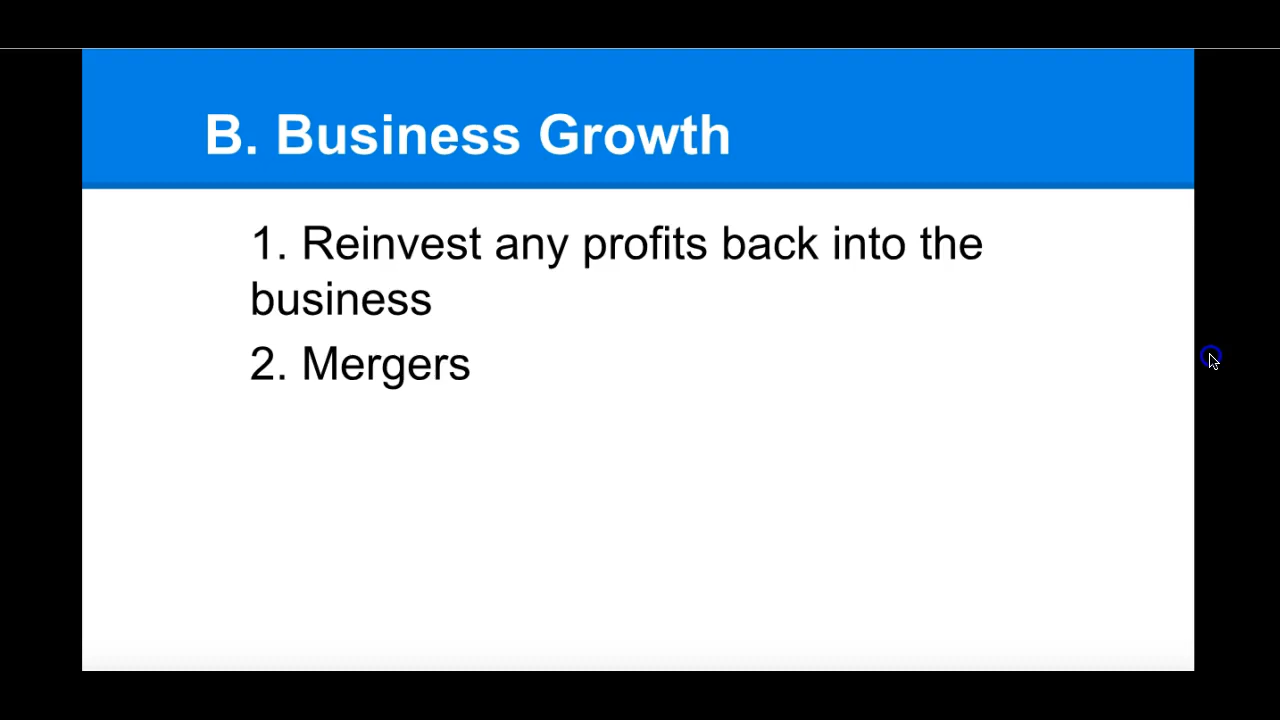 B. Business Growth
1. Reinvest any profits back into the
business
2. Mergers